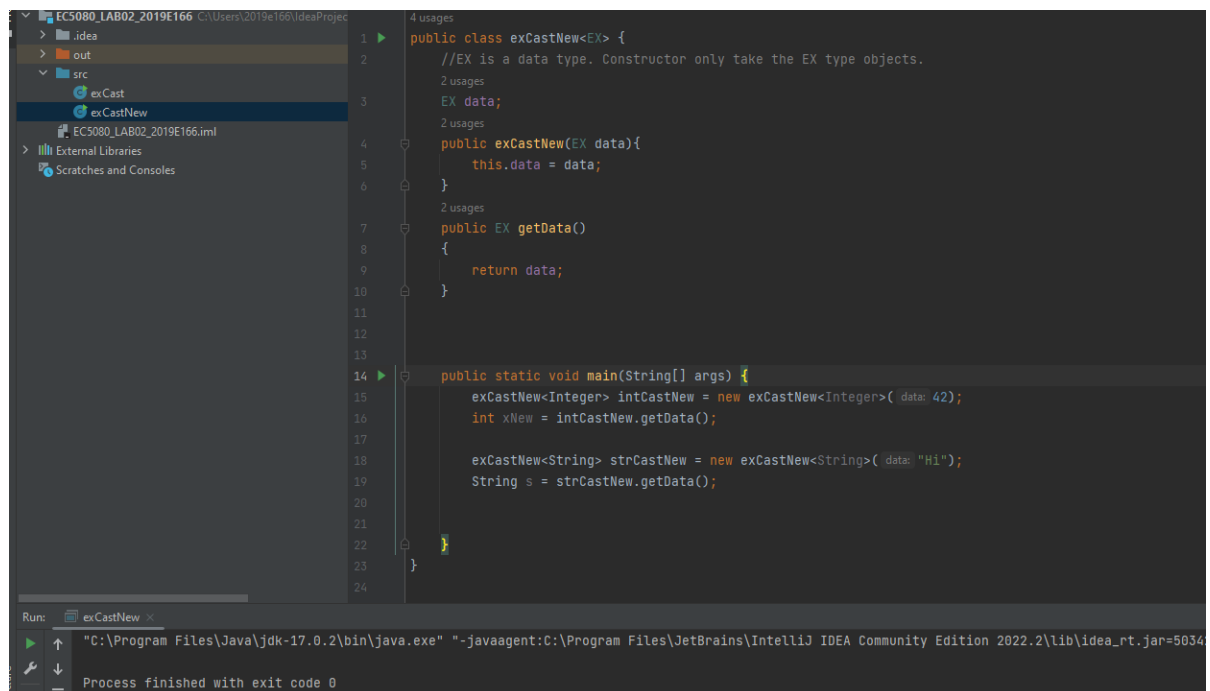 EC5080_LAB02_2019E166 C:\Users\2019e166\IdeaProjec
.idea
out
src
exCast
exCastNew
EC5080_LAB02_2019E166.iml
External Libraries
Scratches and Consoles
4 usages
1 public class exCastNew<EX> {
2 //EX is a data type. Constructor only take the EX type objects.
2 usages
3 EX data;
2 usages
4 public exCastNew(EX data){
5 this.data = data;
6 }
2 usages
7 public EX getData()
8 {
9 return data;
10 }
11
12
13
14 public static void main(String[] args) {
15 exCastNew<Integer> intCastNew = new exCastNew<Integer>( data: 42);
16 int xNew = intCastNew.getData();
17
18 exCastNew<String> strCastNew = new exCastNew<String>( data: "Hi");
19 String s = strCastNew.getData();
20
21
22 }
23 }
24
Run: exCastNew
"C:\Program Files\Java\jdk-17.0.2\bin\java.exe" "-javaagent:C:\Program Files\JetBrains\IntelliJ IDEA Community Edition 2022.2\lib\idea_rt.jar=5034
Process finished with exit code 0